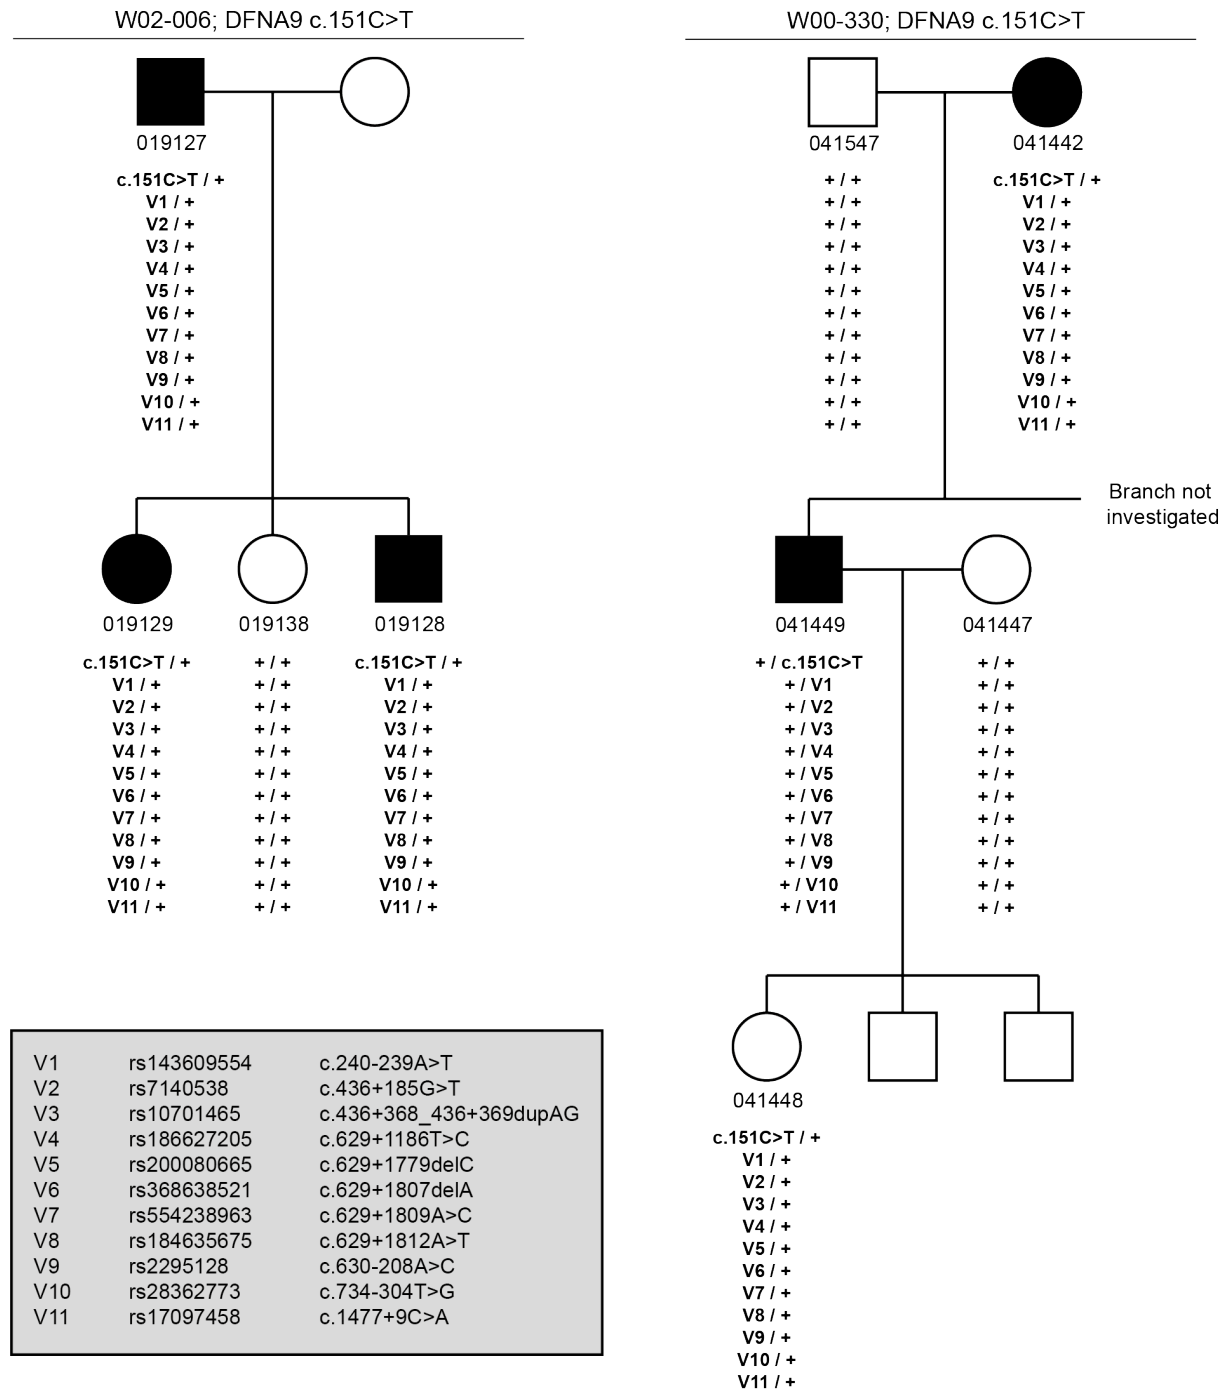 W02-006; DFNA9 c.151C>T
W00-330; DFNA9 c.151C>T
019127
c.151C>T / +
V1 / +
V2 / +
V3 / +
V4 / +
V5 / +
V6 / +
V7 / +
V8 / +
V9 / +
V10 / +
V11 / +
041547
+ / +
+ / +
+ / +
+ / +
+ / +
+ / +
+ / +
+ / +
+ / +
+ / +
+ / +
+ / +
041442
c.151C>T / +
V1 / +
V2 / +
V3 / +
V4 / +
V5 / +
V6 / +
V7 / +
V8 / +
V9 / +
V10 / +
V11 / +
Branch not
investigated
019129
c.151C>T / +
V1 / +
V2 / +
V3 / +
V4 / +
V5 / +
V6 / +
V7 / +
V8 / +
V9 / +
V10 / +
V11 / +
019138
+ / +
+ / +
+ / +
+ / +
+ / +
+ / +
+ / +
+ / +
+ / +
+ / +
+ / +
+ / +
019128
c.151C>T / +
V1 / +
V2 / +
V3 / +
V4 / +
V5 / +
V6 / +
V7 / +
V8 / +
V9 / +
V10 / +
V11 / +
041449
+ / c.151C>T
+ / V1
+ / V2
+ / V3
+ / V4
+ / V5
+ / V6
+ / V7
+ / V8
+ / V9
+ / V10
+ / V11
041447
+ / +
+ / +
+ / +
+ / +
+ / +
+ / +
+ / +
+ / +
+ / +
+ / +
+ / +
+ / +
041448
c.151C>T / +
V1 / +
V2 / +
V3 / +
V4 / +
V5 / +
V6 / +
V7 / +
V8 / +
V9 / +
V10 / +
V11 / +
V1 rs143609554 c.240-239A>T
V2 rs7140538 c.436+185G>T
V3 rs10701465 c.436+368_436+369dupAG
V4 rs186627205 c.629+1186T>C
V5 rs200080665 c.629+1779delC
V6 rs368638521 c.629+1807delA
V7 rs554238963 c.629+1809A>C
V8 rs184635675 c.629+1812A>T
V9 rs2295128 c.630-208A>C
V10 rs28362773 c.734-304T>G
V11 rs17097458 c.1477+9C>A